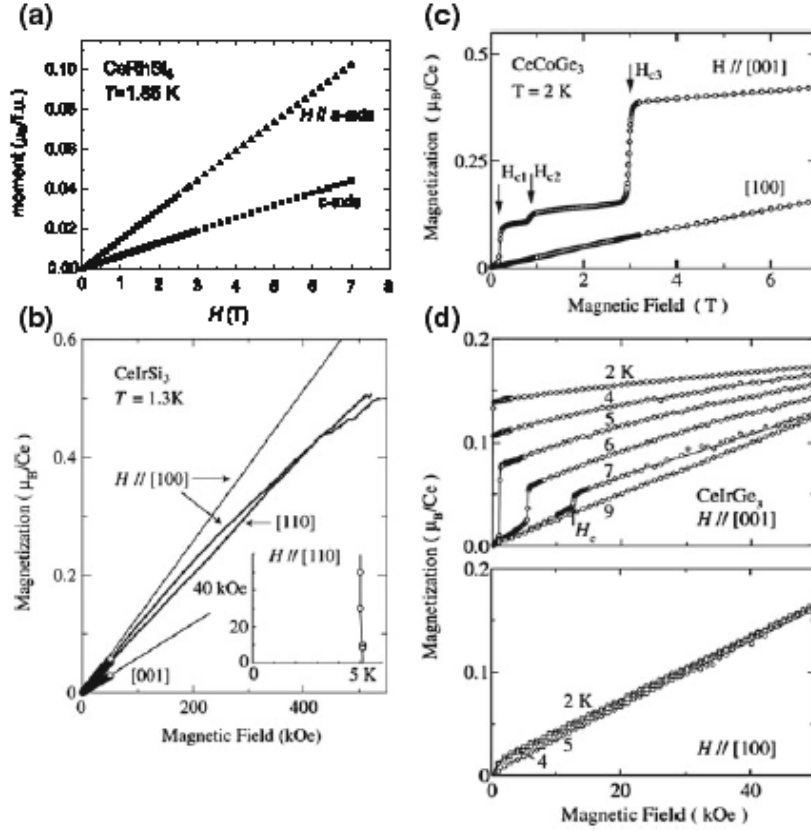 (a)
moment (μB/f.u.)
0.10
0.08
0.06
0.04
0.02
0.00
T=1.85 K
H // a-axis
c-axis
0 1 2 3 4 5 6 7 8
H (T)
(b)
Magnetization ( μB/Ce )
0.6
0.4
0.2
0
CeIrSi3
T = 1.3K
H // [100]
[110]
[001]
H // [110]
40 kOe
20
0
0
5 K
0
200
400
Magnetic Field (kOe)
(c)
Magnetization ( μB/Ce )
0.5
0.25
0
CeCoGe3
T = 2 K
Hc3
H // [001]
Hc1
Hc2
[100]
0 2 4 6
Magnetic Field ( T )
(d)
Magnetization ( μB/Ce )
0.2
0.1
0.0
2 K
4
5
6
7
9
Hc
CeIrGe3
H // [001]
Magnetization ( μB/Ce )
0.2
0.1
0
2 K
5
4
H // [100]
0 20 40
Magnetic Field ( kOe )